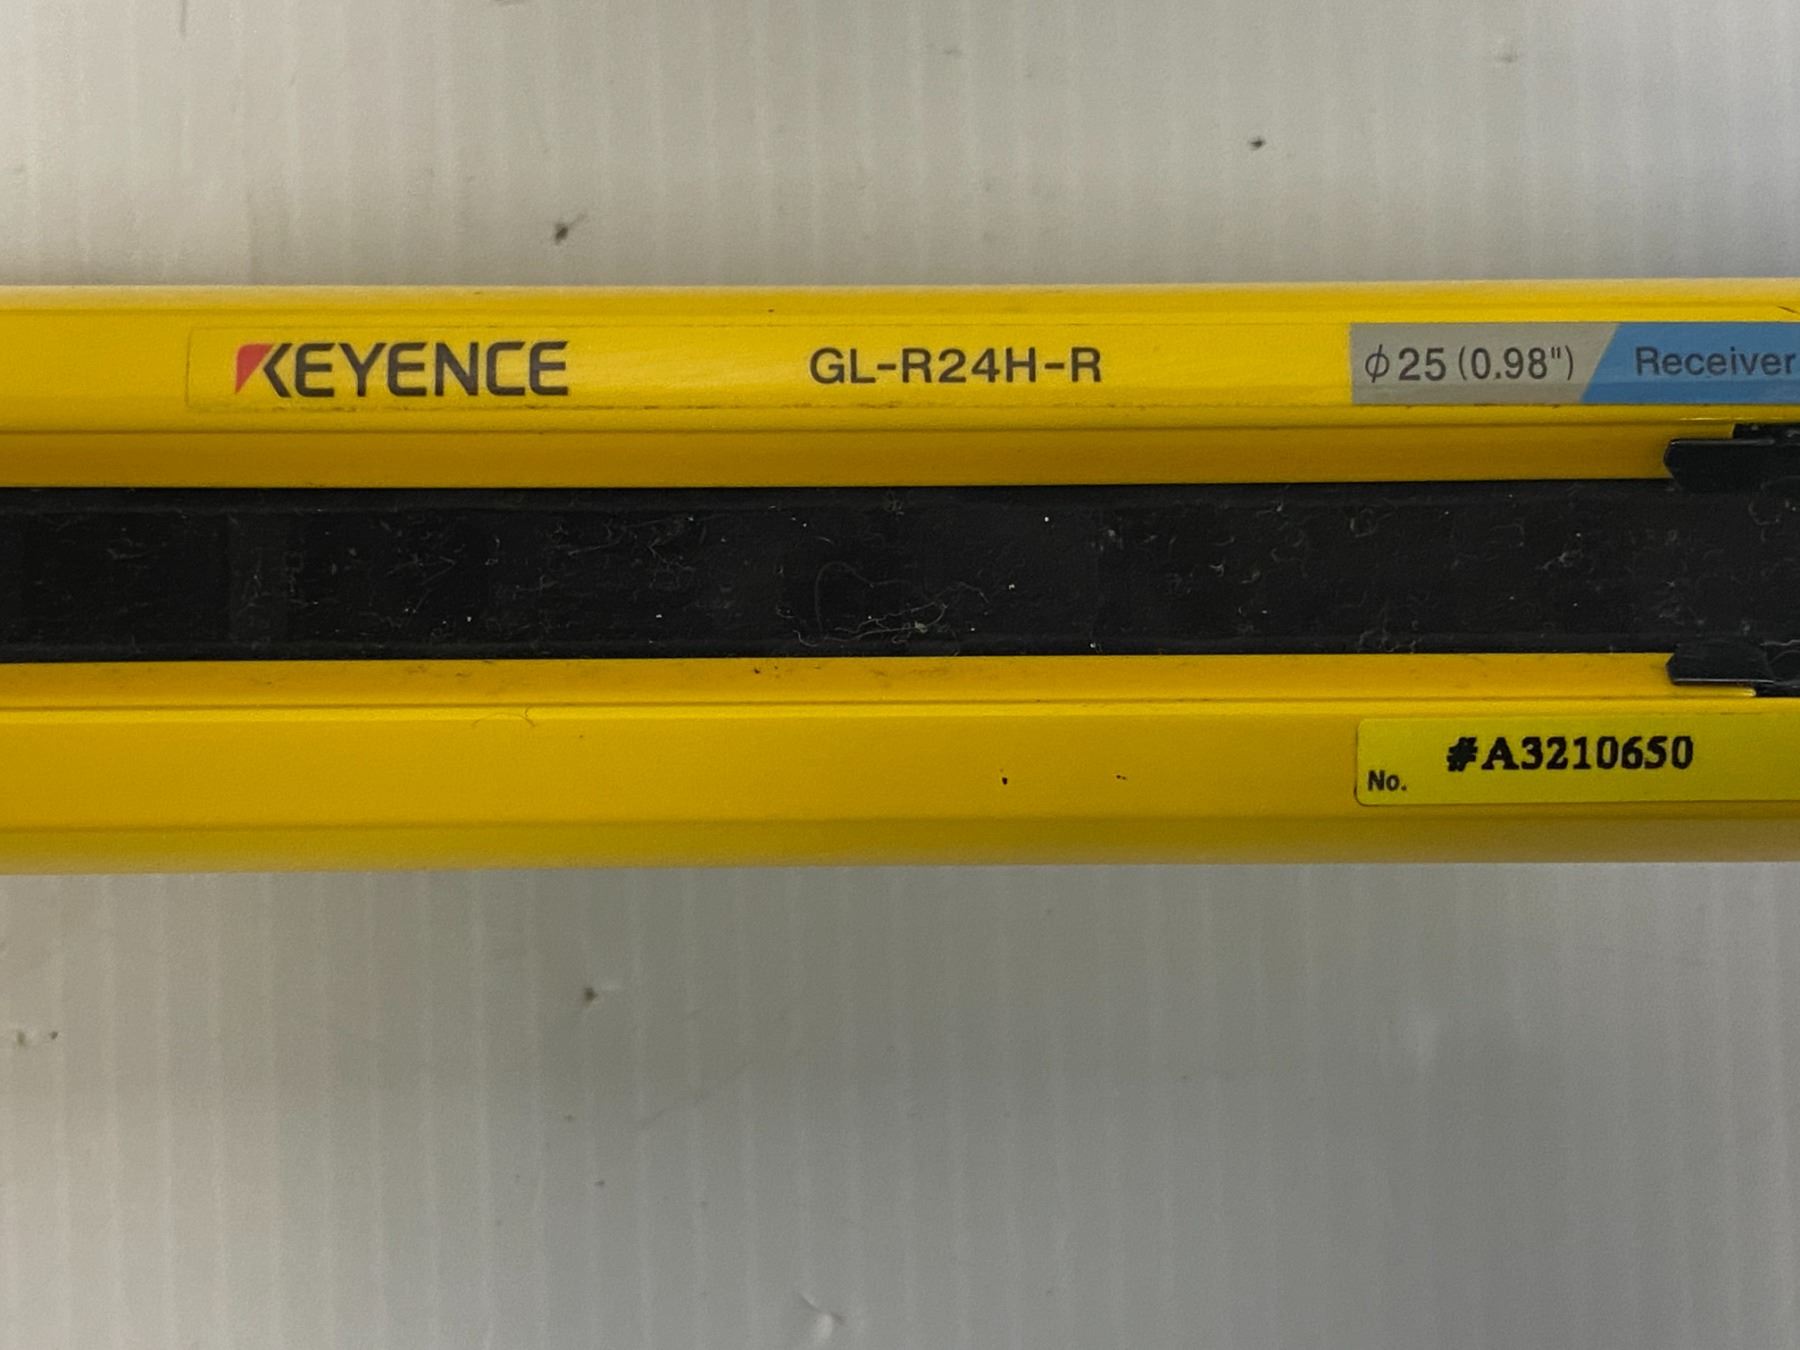 KEYENCE GL-R24H-R ϕ25 (0.98") Receiver
No. #A3210650